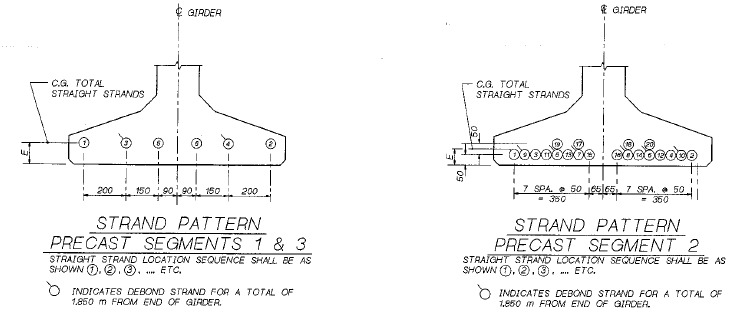 ℄ GIRDER
C.G. TOTAL
STRAIGHT STRANDS
E
1 3 6 5 4 2
200 150 90 90 150 200
STRAND PATTERN
PRECAST SEGMENTS 1 & 3
STRAIGHT STRAND LOCATION SEQUENCE SHALL BE AS
SHOWN ①, ②, ③, .... ETC.
INDICATES DEBOND STRAND FOR A TOTAL OF
1.850 m FROM END OF GIRDER.
℄ GIRDER
C.G. TOTAL
STRAIGHT STRANDS
50
E
50
19 17 18 20
1 9 3 11 5 13 7 15 16 8 14 6 12 4 10 2
7 SPA. @ 50 65 65 7 SPA. @ 50
= 350 = 350
STRAND PATTERN
PRECAST SEGMENT 2
STRAIGHT STRAND LOCATION SEQUENCE SHALL BE AS
SHOWN ①, ②, ③, .... ETC.
INDICATES DEBOND STRAND FOR A TOTAL OF
1.850 m FROM END OF GIRDER.